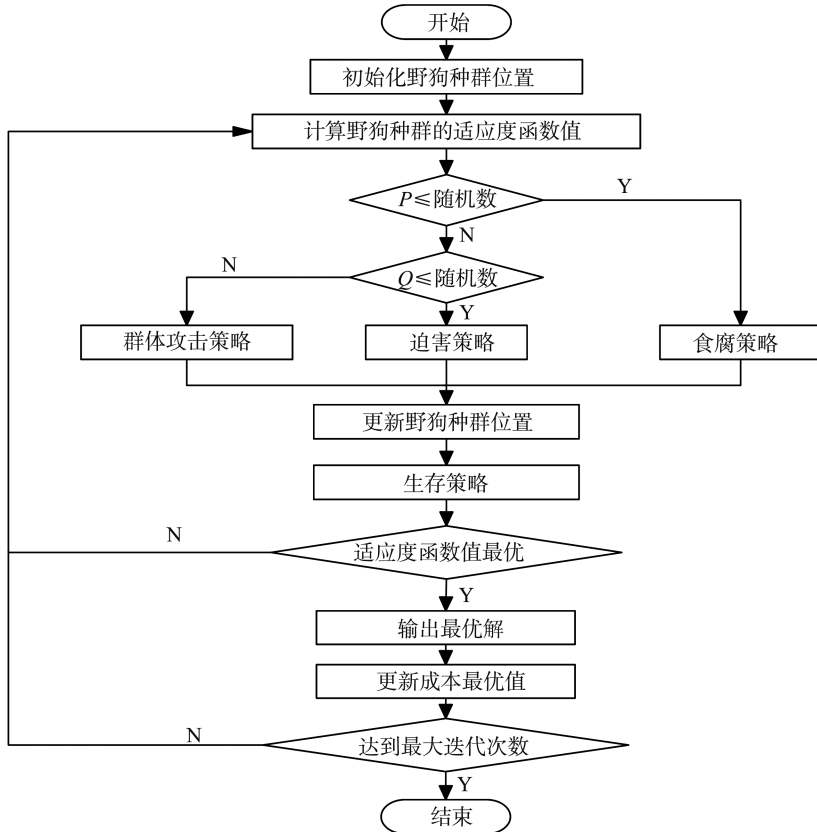 开始
初始化野狗种群位置
计算野狗种群的适应度函数值
P≤随机数
Y
N
Q≤随机数
N
Y
群体攻击策略
迫害策略
食腐策略
更新野狗种群位置
生存策略
适应度函数值最优
N
Y
输出最优解
更新成本最优值
达到最大迭代次数
N
Y
结束